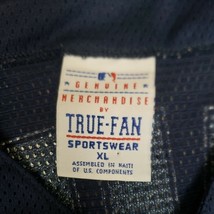 GENUINE
MERCHANDISE
BY
TRUE-FAN
SPORTSWEAR
XL
ASSEMBLED IN HAITI
OF U.S. COMPONENTS